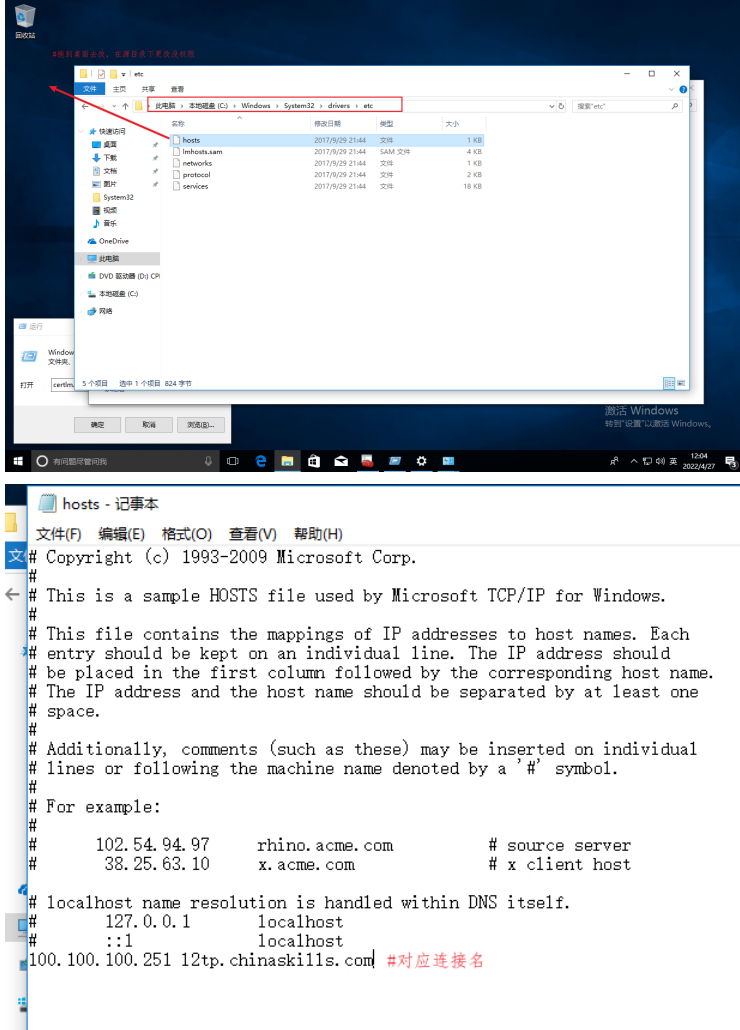 回收站
#拖到桌面去改，在源目录下更改没权限
etc
文件 主页 共享 查看
此电脑 › 本地磁盘 (C:) › Windows › System32 › drivers › etc
搜索"etc"
名称 修改日期 类型 大小
快速访问
hosts 2017/9/29 21:44 文件 1 KB
桌面
lmhosts.sam 2017/9/29 21:44 SAM 文件 4 KB
下载
networks 2017/9/29 21:44 文件 1 KB
文档
protocol 2017/9/29 21:44 文件 2 KB
图片
services 2017/9/29 21:44 文件 18 KB
System32
视频
音乐
OneDrive
此电脑
DVD 驱动器 (D:) CP
本地磁盘 (C:)
网络
运行
Window
文件夹、
打开 certlm.
5 个项目 选中 1 个项目 824 字节
确定 取消 浏览(B)...
激活 Windows
转到"设置"以激活 Windows。
有问题尽管问我
英 12:04
2022/4/27
3
hosts - 记事本
文件(F) 编辑(E) 格式(O) 查看(V) 帮助(H)
# Copyright (c) 1993-2009 Microsoft Corp.
#
# This is a sample HOSTS file used by Microsoft TCP/IP for Windows.
#
# This file contains the mappings of IP addresses to host names. Each
# entry should be kept on an individual line. The IP address should
# be placed in the first column followed by the corresponding host name.
# The IP address and the host name should be separated by at least one
# space.
#
# Additionally, comments (such as these) may be inserted on individual
# lines or following the machine name denoted by a '#' symbol.
#
# For example:
#
# 102.54.94.97 rhino.acme.com # source server
# 38.25.63.10 x.acme.com # x client host
# localhost name resolution is handled within DNS itself.
# 127.0.0.1 localhost
# ::1 localhost
100.100.100.251 12tp.chinaskills.com #对应连接名